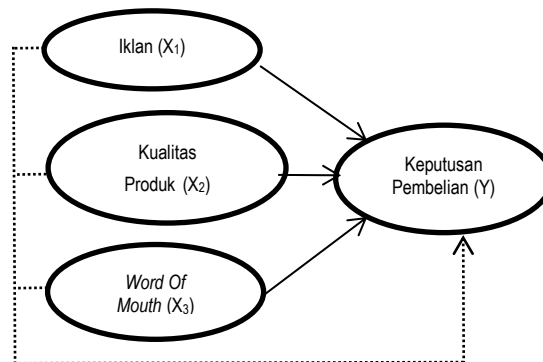 Iklan (X₁)
Kualitas
Produk (X₂)
Keputusan
Pembelian (Y)
Word Of
Mouth (X₃)